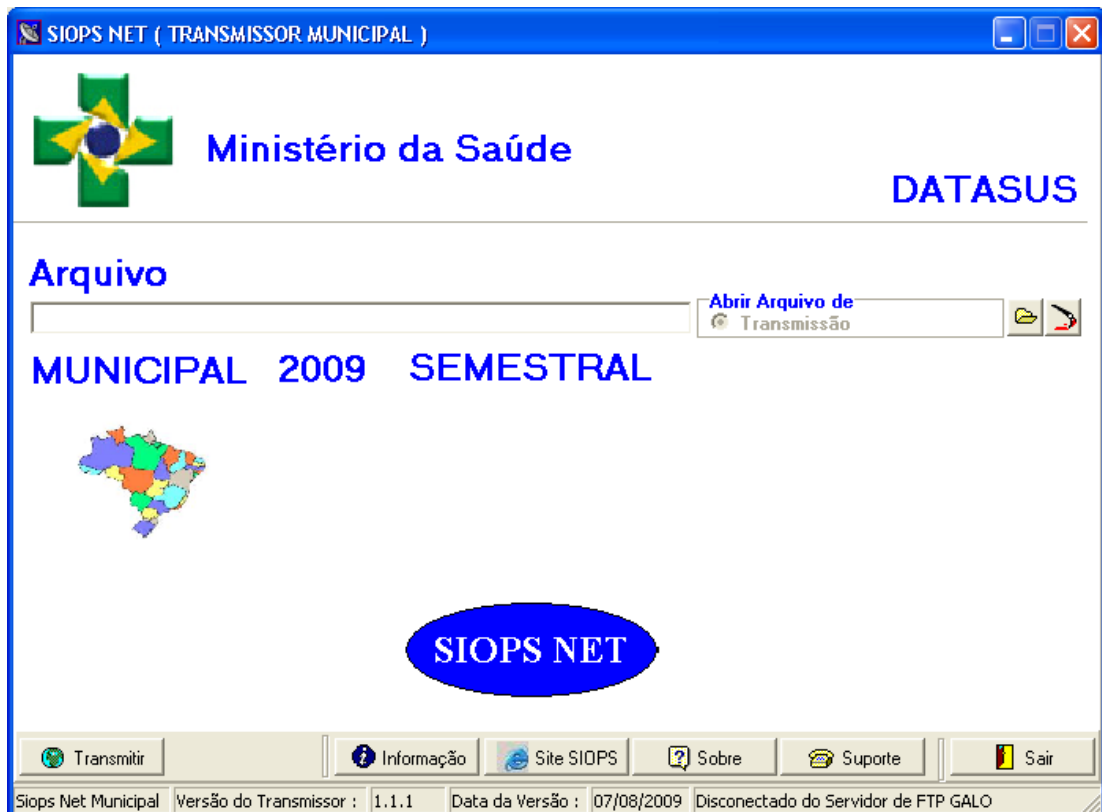 SIOPS NET ( TRANSMISSOR MUNICIPAL )
Ministério da Saúde
DATASUS
Arquivo
Abrir Arquivo de
Transmissão
MUNICIPAL 2009 SEMESTRAL
SIOPS NET
Transmitir Informação Site SIOPS Sobre Suporte Sair
Siops Net Municipal Versão do Transmissor : 1.1.1 Data da Versão : 07/08/2009 Disconectado do Servidor de FTP GALO